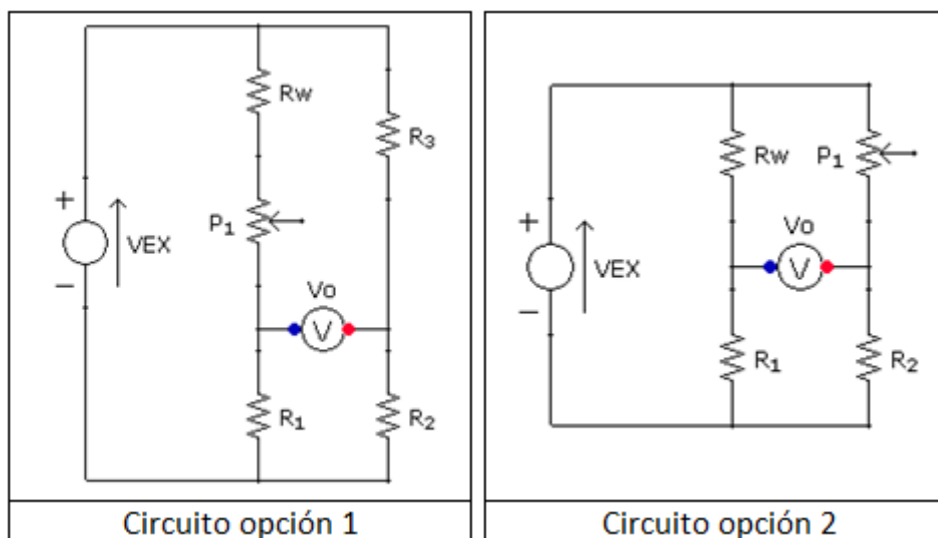 Rw
R3
+
P1
VEX
Vo
−
V
R1
R2
Circuito opción 1
Rw
P1
+
Vo
VEX
V
−
R1
R2
Circuito opción 2